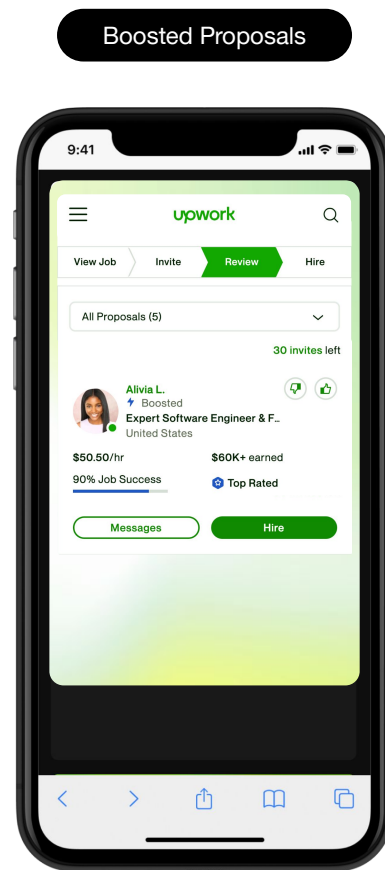 Boosted Proposals
9:41
upwork
View Job Invite Review Hire
All Proposals (5)
30 invites left
Alivia L.
Boosted
Expert Software Engineer & F...
United States
$50.50/hr $60K+ earned
90% Job Success Top Rated
Messages Hire